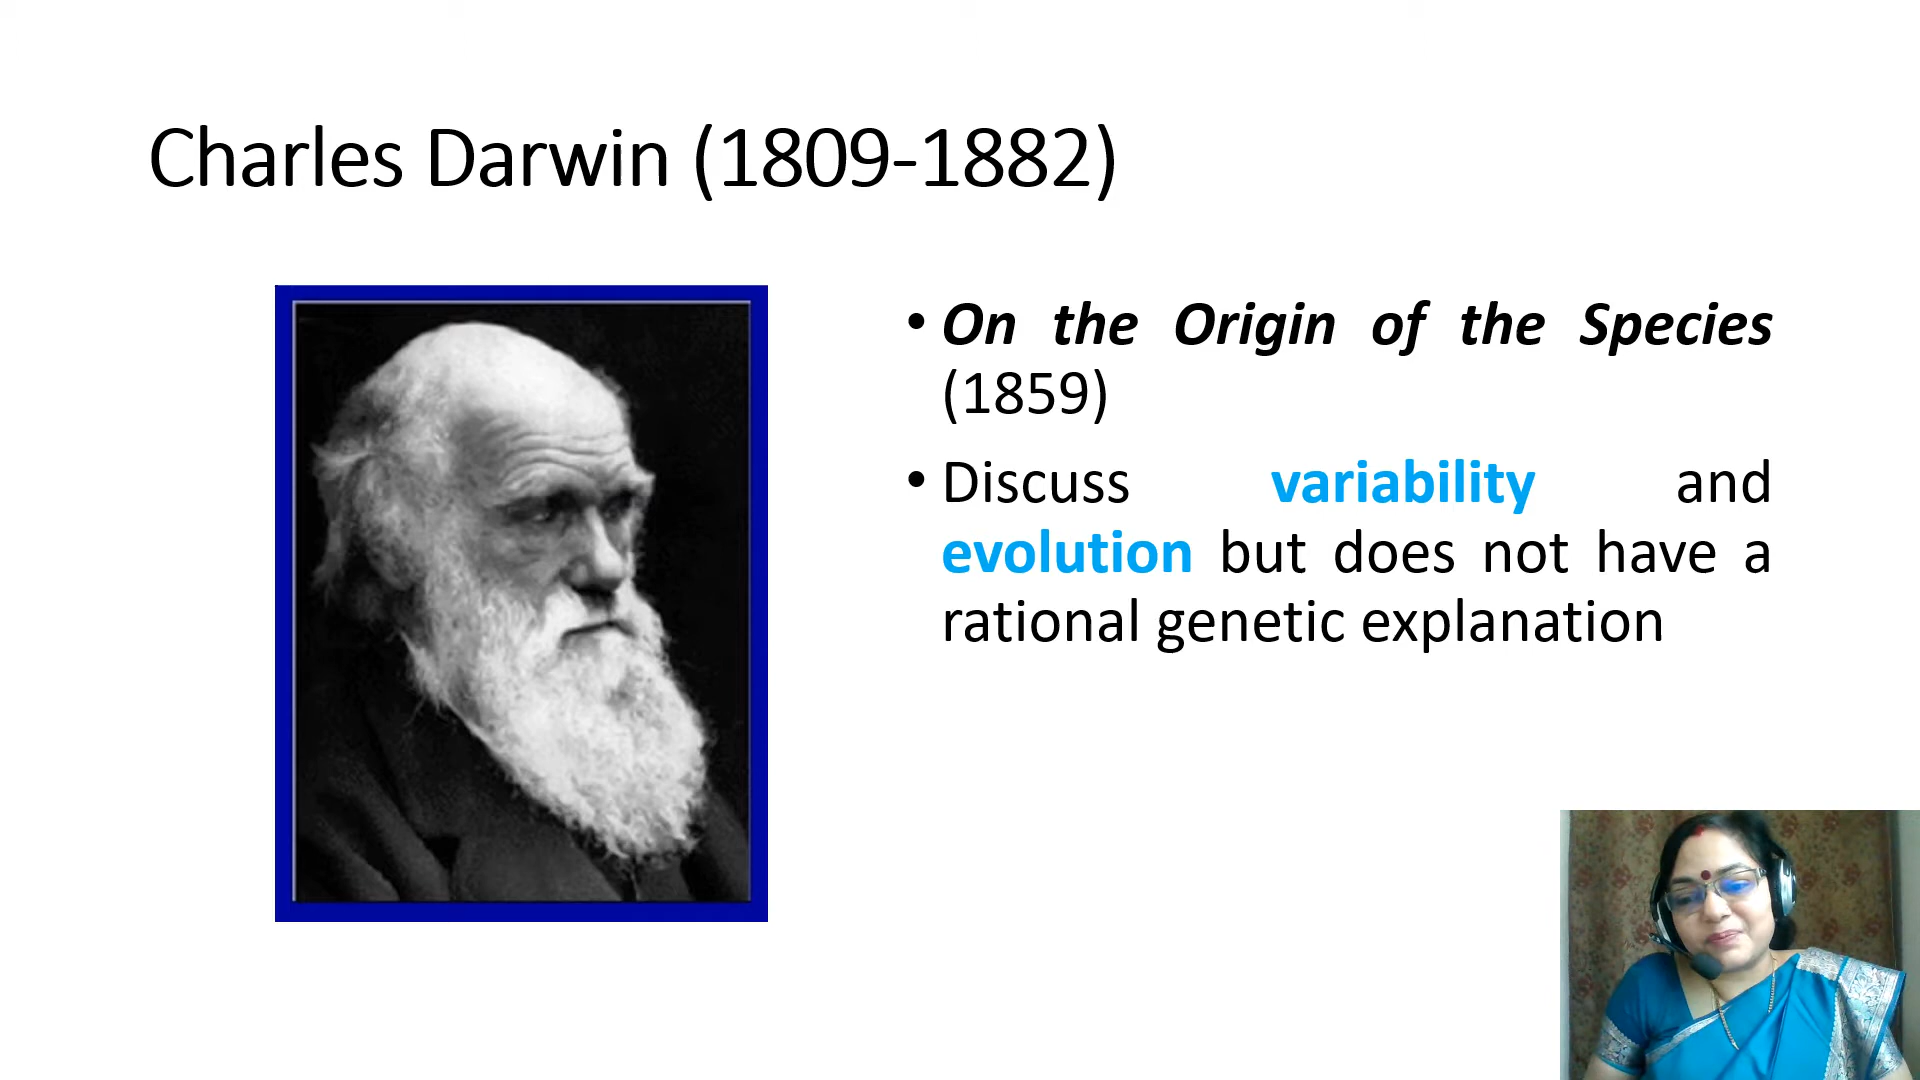 Charles Darwin (1809-1882)
• On the Origin of the Species
(1859)
• Discuss variability and
evolution but does not have a
rational genetic explanation